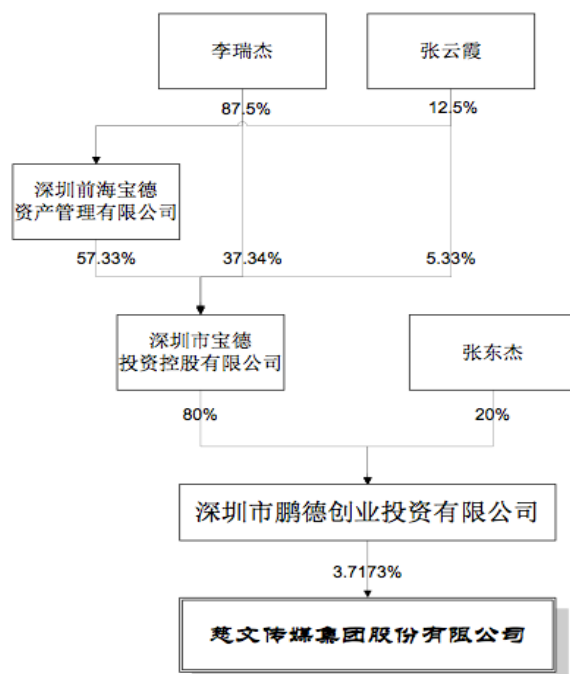 李瑞杰
张云霞
87.5%
12.5%
深圳前海宝德
资产管理有限公司
57.33%
37.34%
5.33%
深圳市宝德
投资控股有限公司
张东杰
80%
20%
深圳市鹏德创业投资有限公司
3.7173%
慈文传媒集团股份有限公司